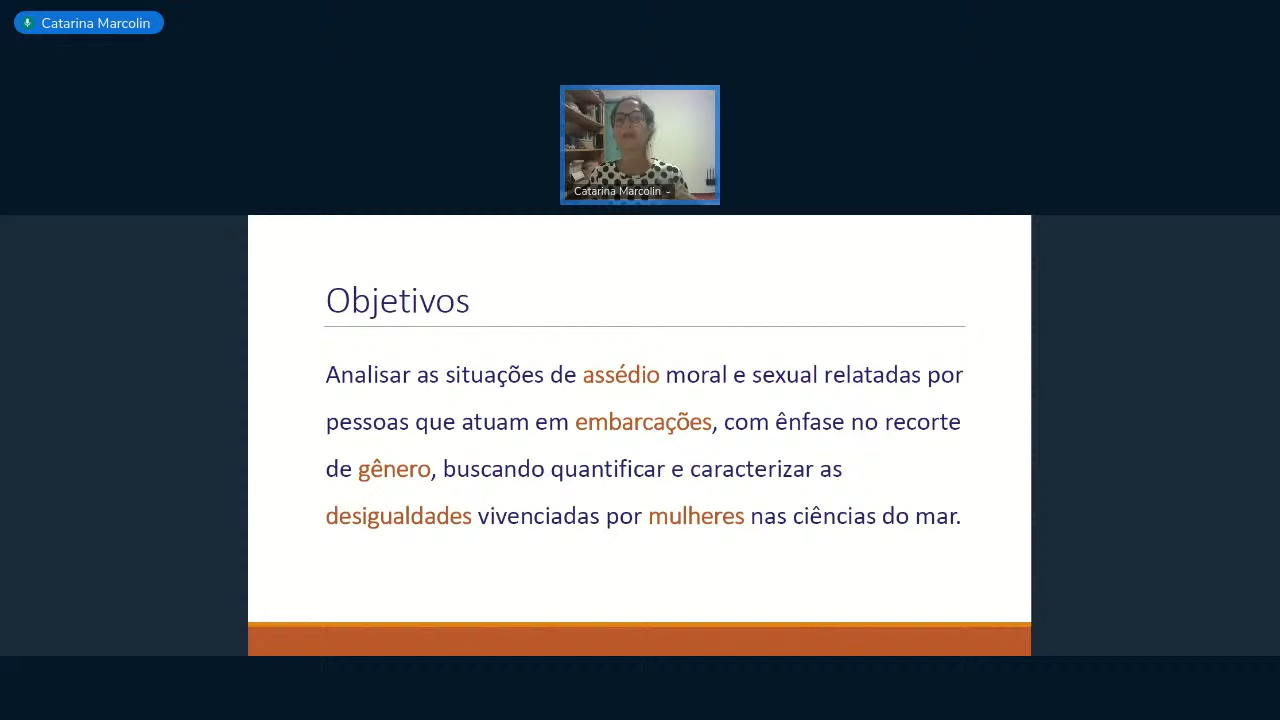 Catarina Marcolin
Catarina Marcolin
Objetivos
Analisar as situações de assédio moral e sexual relatadas por
pessoas que atuam em embarcações, com ênfase no recorte
de gênero, buscando quantificar e caracterizar as
desigualdades vivenciadas por mulheres nas ciências do mar.